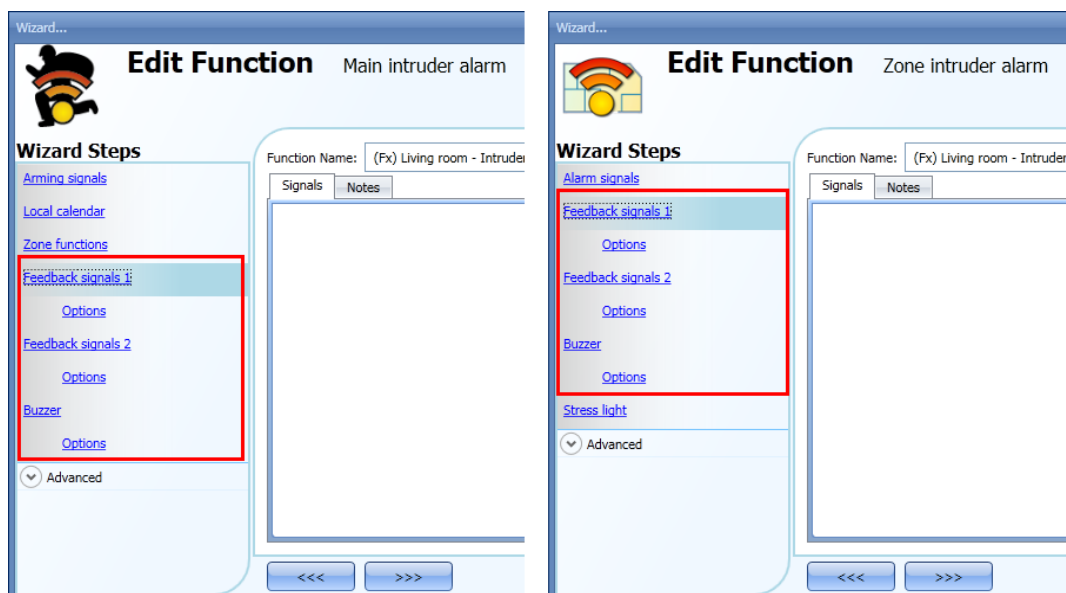 Wizard...
Edit Function Main intruder alarm
Wizard Steps
Arming signals
Local calendar
Zone functions
Feedback signals 1
Options
Feedback signals 2
Options
Buzzer
Options
Advanced
Function Name: (Fx) Living room - Intruder
Signals Notes
<<< >>>
Wizard...
Edit Function Zone intruder alarm
Wizard Steps
Alarm signals
Feedback signals 1
Options
Feedback signals 2
Options
Buzzer
Options
Stress light
Advanced
Function Name: (Fx) Living room - Intruder
Signals Notes
<<< >>>